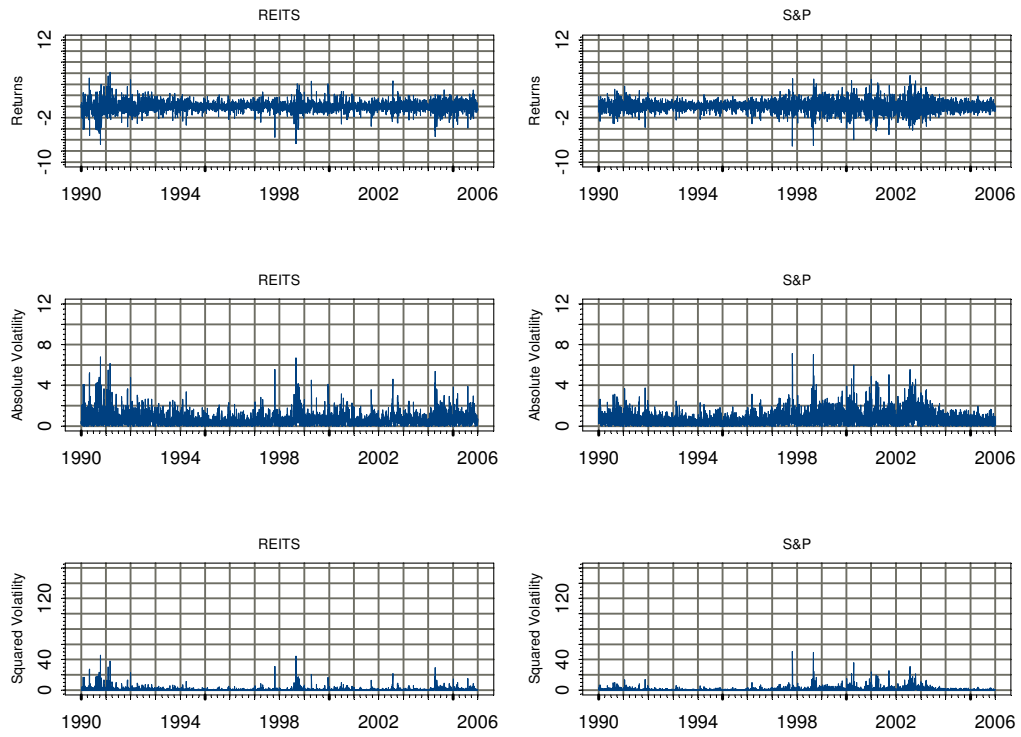 REITS
S&P
Returns
12
-2
-10
1990 1994 1998 2002 2006
Returns
12
-2
-10
1990 1994 1998 2002 2006
REITS
S&P
Absolute Volatility
12
8
4
0
1990 1994 1998 2002 2006
Absolute Volatility
12
8
4
0
1990 1994 1998 2002 2006
REITS
S&P
Squared Volatility
120
40
0
1990 1994 1998 2002 2006
Squared Volatility
120
40
0
1990 1994 1998 2002 2006